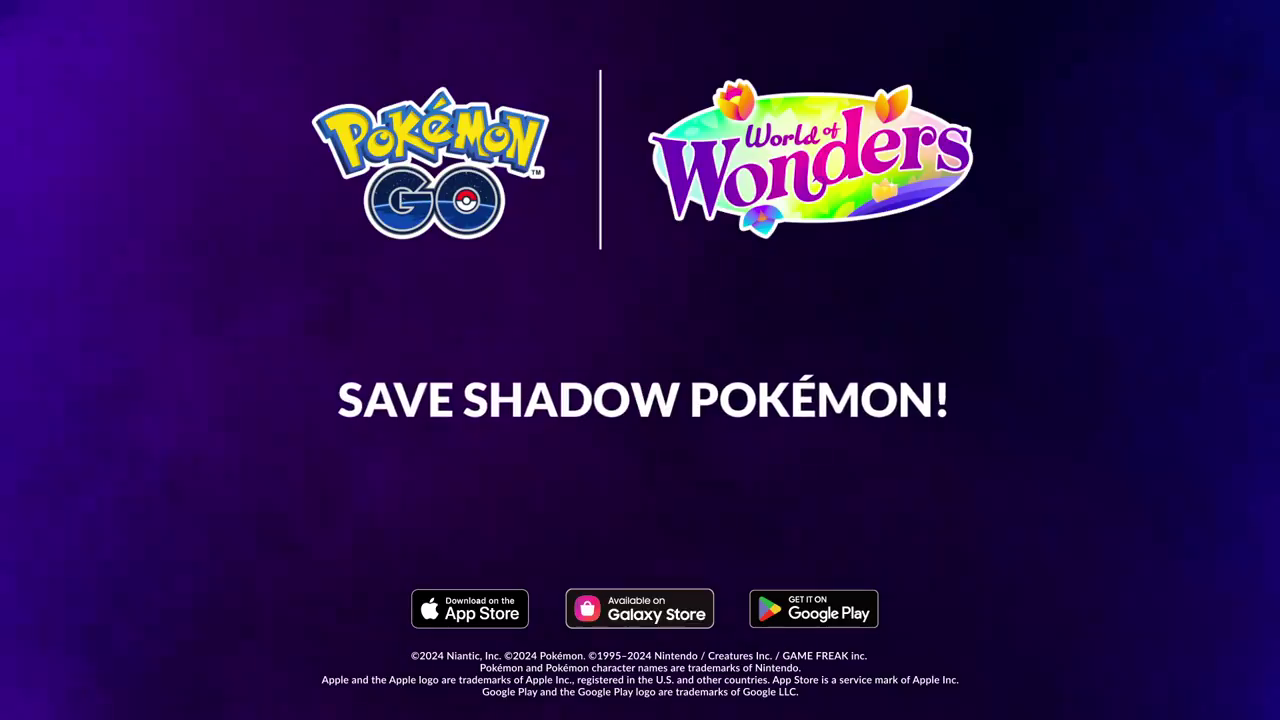 POKÉMON
GO
TM
World of
Wonders
SAVE SHADOW POKÉMON!
Download on the
App Store
Available on
Galaxy Store
GET IT ON
Google Play
©2024 Niantic, Inc. ©2024 Pokémon. ©1995–2024 Nintendo / Creatures Inc. / GAME FREAK inc.
Pokémon and Pokémon character names are trademarks of Nintendo.
Apple and the Apple logo are trademarks of Apple Inc., registered in the U.S. and other countries. App Store is a service mark of Apple Inc.
Google Play and the Google Play logo are trademarks of Google LLC.